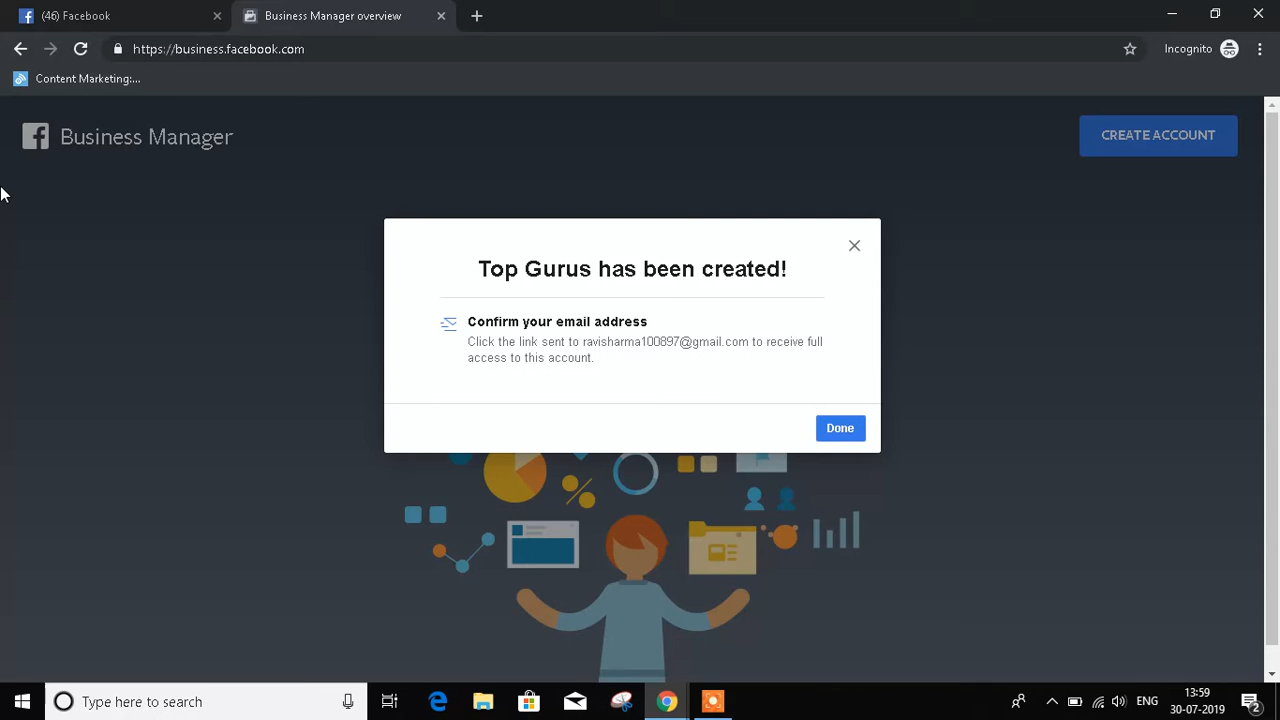 (46) Facebook
Business Manager overview
https://business.facebook.com
Incognito
Content Marketing:...
Business Manager
CREATE ACCOUNT
Top Gurus has been created!
Confirm your email address
Click the link sent to ravisharma100897@gmail.com to receive full
access to this account.
Done
Type here to search
ENG
13:59
30-07-2019
2